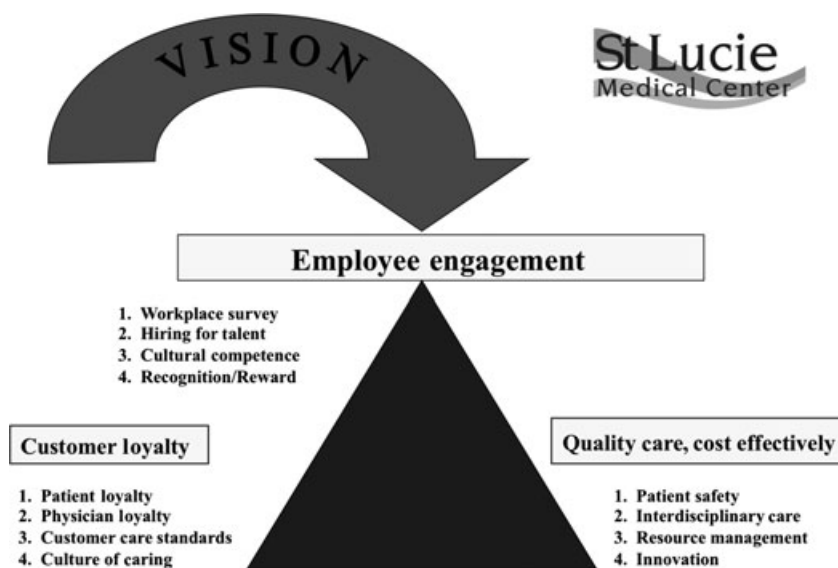 VISION
St Lucie
Medical Center
Employee engagement
1. Workplace survey
2. Hiring for talent
3. Cultural competence
4. Recognition/Reward
Customer loyalty
1. Patient loyalty
2. Physician loyalty
3. Customer care standards
4. Culture of caring
Quality care, cost effectively
1. Patient safety
2. Interdisciplinary care
3. Resource management
4. Innovation